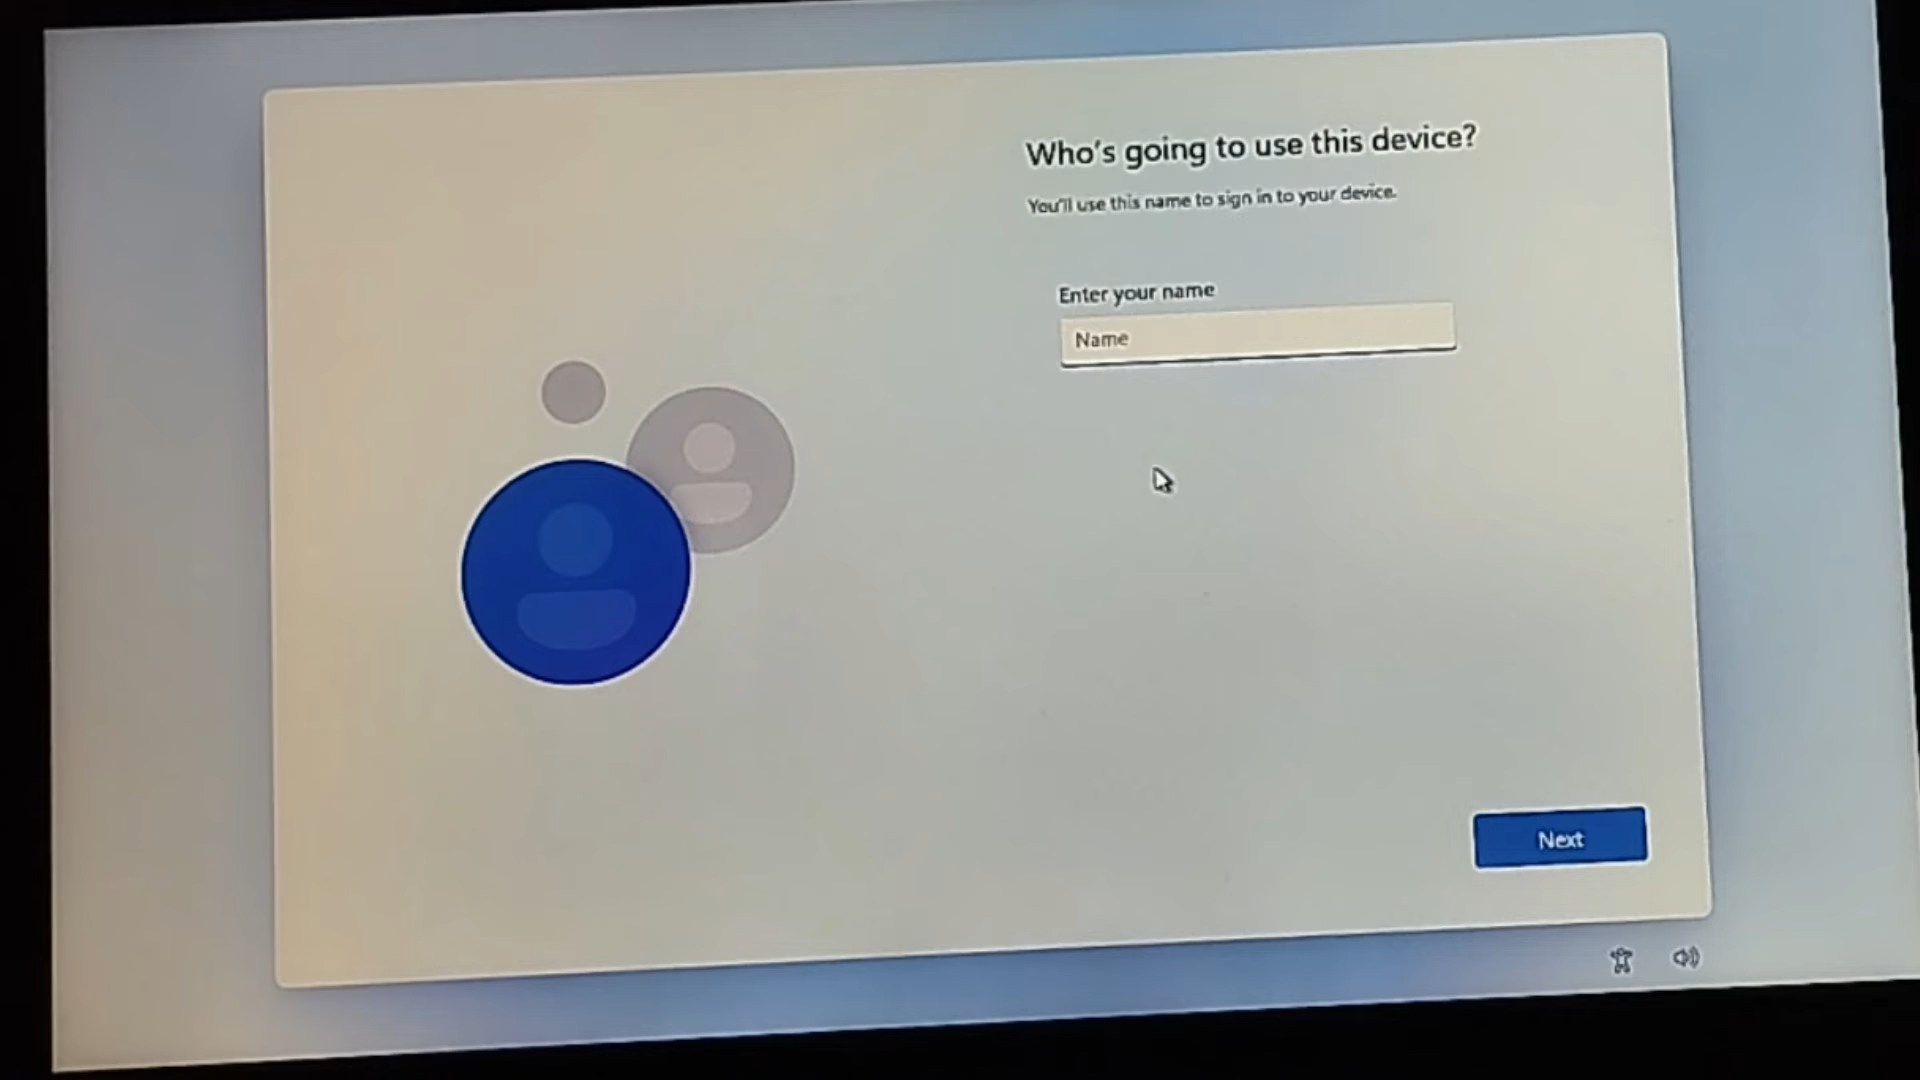 Who's going to use this device?
You'll use this name to sign in to your device.
Enter your name
Name
Next